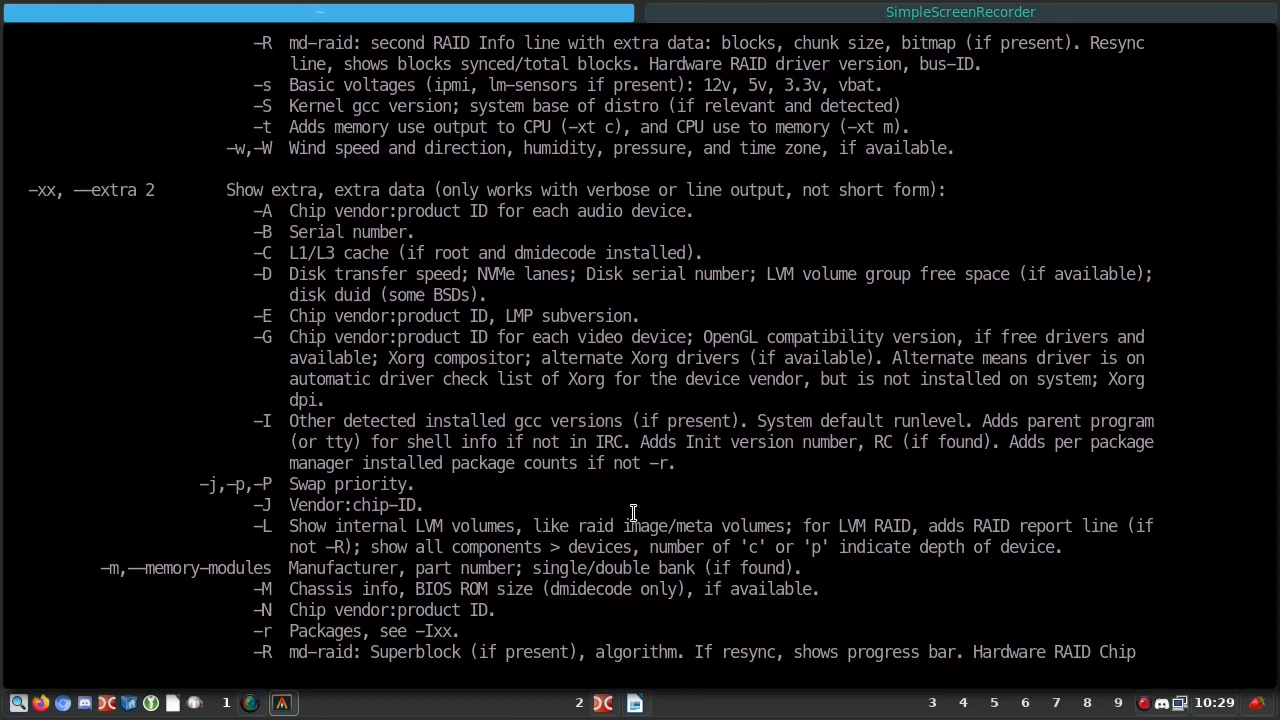 ~
SimpleScreenRecorder
-R md-raid: second RAID Info line with extra data: blocks, chunk size, bitmap (if present). Resync
line, shows blocks synced/total blocks. Hardware RAID driver version, bus-ID.
-s Basic voltages (ipmi, lm-sensors if present): 12v, 5v, 3.3v, vbat.
-S Kernel gcc version; system base of distro (if relevant and detected)
-t Adds memory use output to CPU (-xt c), and CPU use to memory (-xt m).
-w,-W Wind speed and direction, humidity, pressure, and time zone, if available.
-xx, --extra 2 Show extra, extra data (only works with verbose or line output, not short form):
-A Chip vendor:product ID for each audio device.
-B Serial number.
-C L1/L3 cache (if root and dmidecode installed).
-D Disk transfer speed; NVMe lanes; Disk serial number; LVM volume group free space (if available);
disk duid (some BSDs).
-E Chip vendor:product ID, LMP subversion.
-G Chip vendor:product ID for each video device; OpenGL compatibility version, if free drivers and
available; Xorg compositor; alternate Xorg drivers (if available). Alternate means driver is on
automatic driver check list of Xorg for the device vendor, but is not installed on system; Xorg
dpi.
-I Other detected installed gcc versions (if present). System default runlevel. Adds parent program
(or tty) for shell info if not in IRC. Adds Init version number, RC (if found). Adds per package
manager installed package counts if not -r.
-j,-p,-P Swap priority.
-J Vendor:chip-ID.
-L Show internal LVM volumes, like raid image/meta volumes; for LVM RAID, adds RAID report line (if
not -R); show all components > devices, number of 'c' or 'p' indicate depth of device.
-m,--memory-modules Manufacturer, part number; single/double bank (if found).
-M Chassis info, BIOS ROM size (dmidecode only), if available.
-N Chip vendor:product ID.
-r Packages, see -Ixx.
-R md-raid: Superblock (if present), algorithm. If resync, shows progress bar. Hardware RAID Chip
1 2 3 4 5 6 7 8 9 10:29